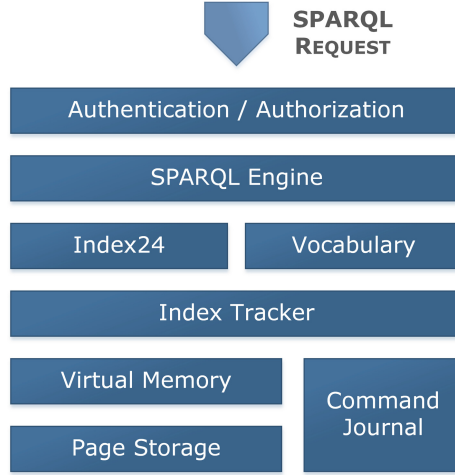 SPARQL
REQUEST
Authentication / Authorization
SPARQL Engine
Index24
Vocabulary
Index Tracker
Virtual Memory
Page Storage
Command
Journal